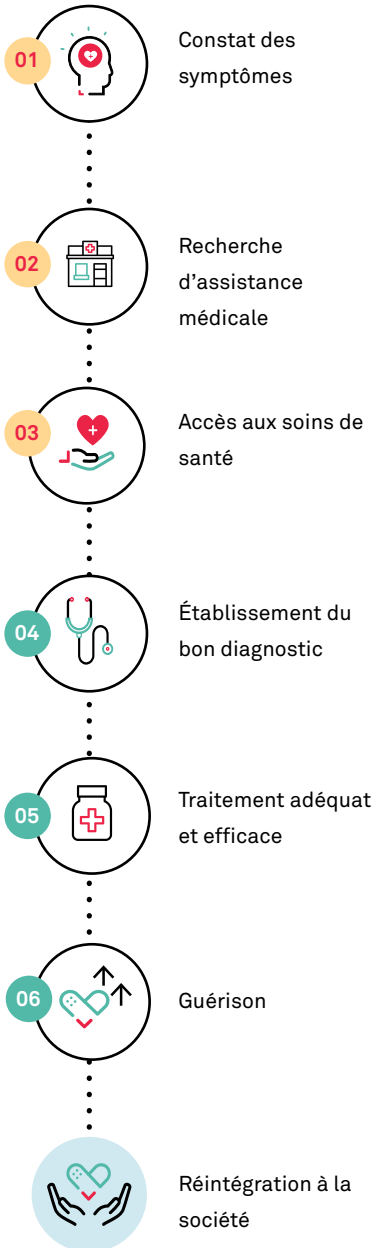 01
Constat des
symptômes
02
Recherche
d’assistance
médicale
03
Accès aux soins de
santé
04
Établissement du
bon diagnostic
05
Traitement adéquat
et efficace
06
Guérison
Réintégration à la
société